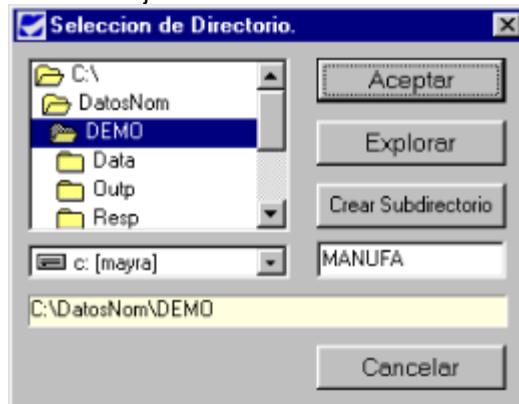 Seleccion de Directorio.
C:\
DatosNom
DEMO
Data
Outp
Resp
c: [mayra]
C:\DatosNom\DEMO
Aceptar
Explorar
Crear Subdirectorio
MANUFA
Cancelar